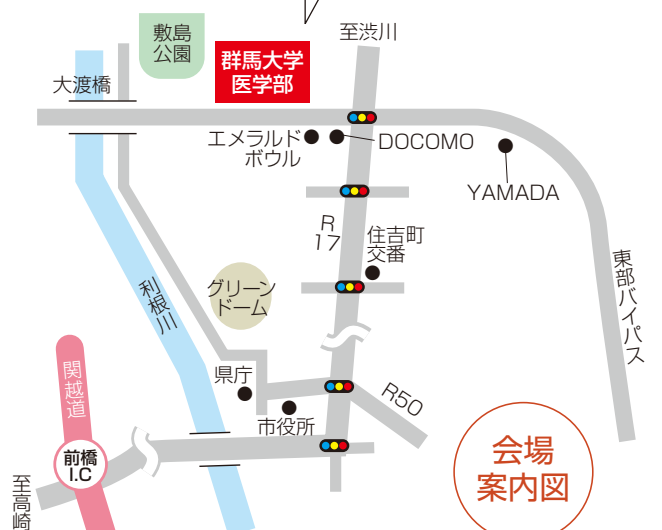 敷島
公園
群馬大学
医学部
至渋川
大渡橋
エメラルド
ボウル
DOCOMO
YAMADA
R
17
住吉町
交番
東部バイパス
利根川
グリーン
ドーム
関越道
県庁
市役所
R50
前橋
I.C
至高崎
会場
案内図